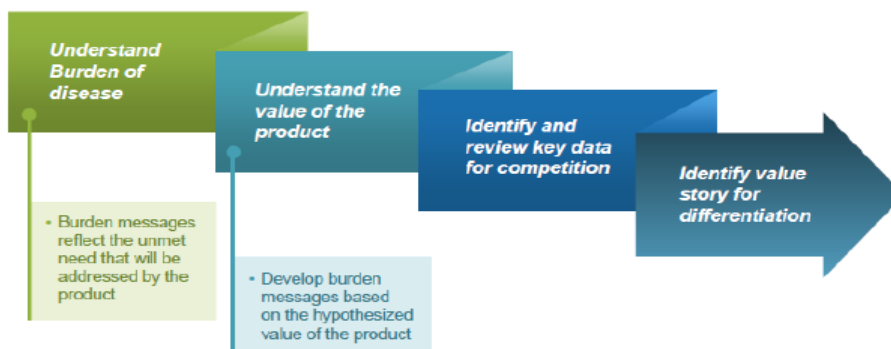 Understand
Burden of
disease
Understand the
value of the
product
Identify and
review key data
for competition
Identify value
story for
differentiation
• Burden messages
reflect the unmet
need that will be
addressed by the
product
• Develop burden
messages based
on the hypothesized
value of the product